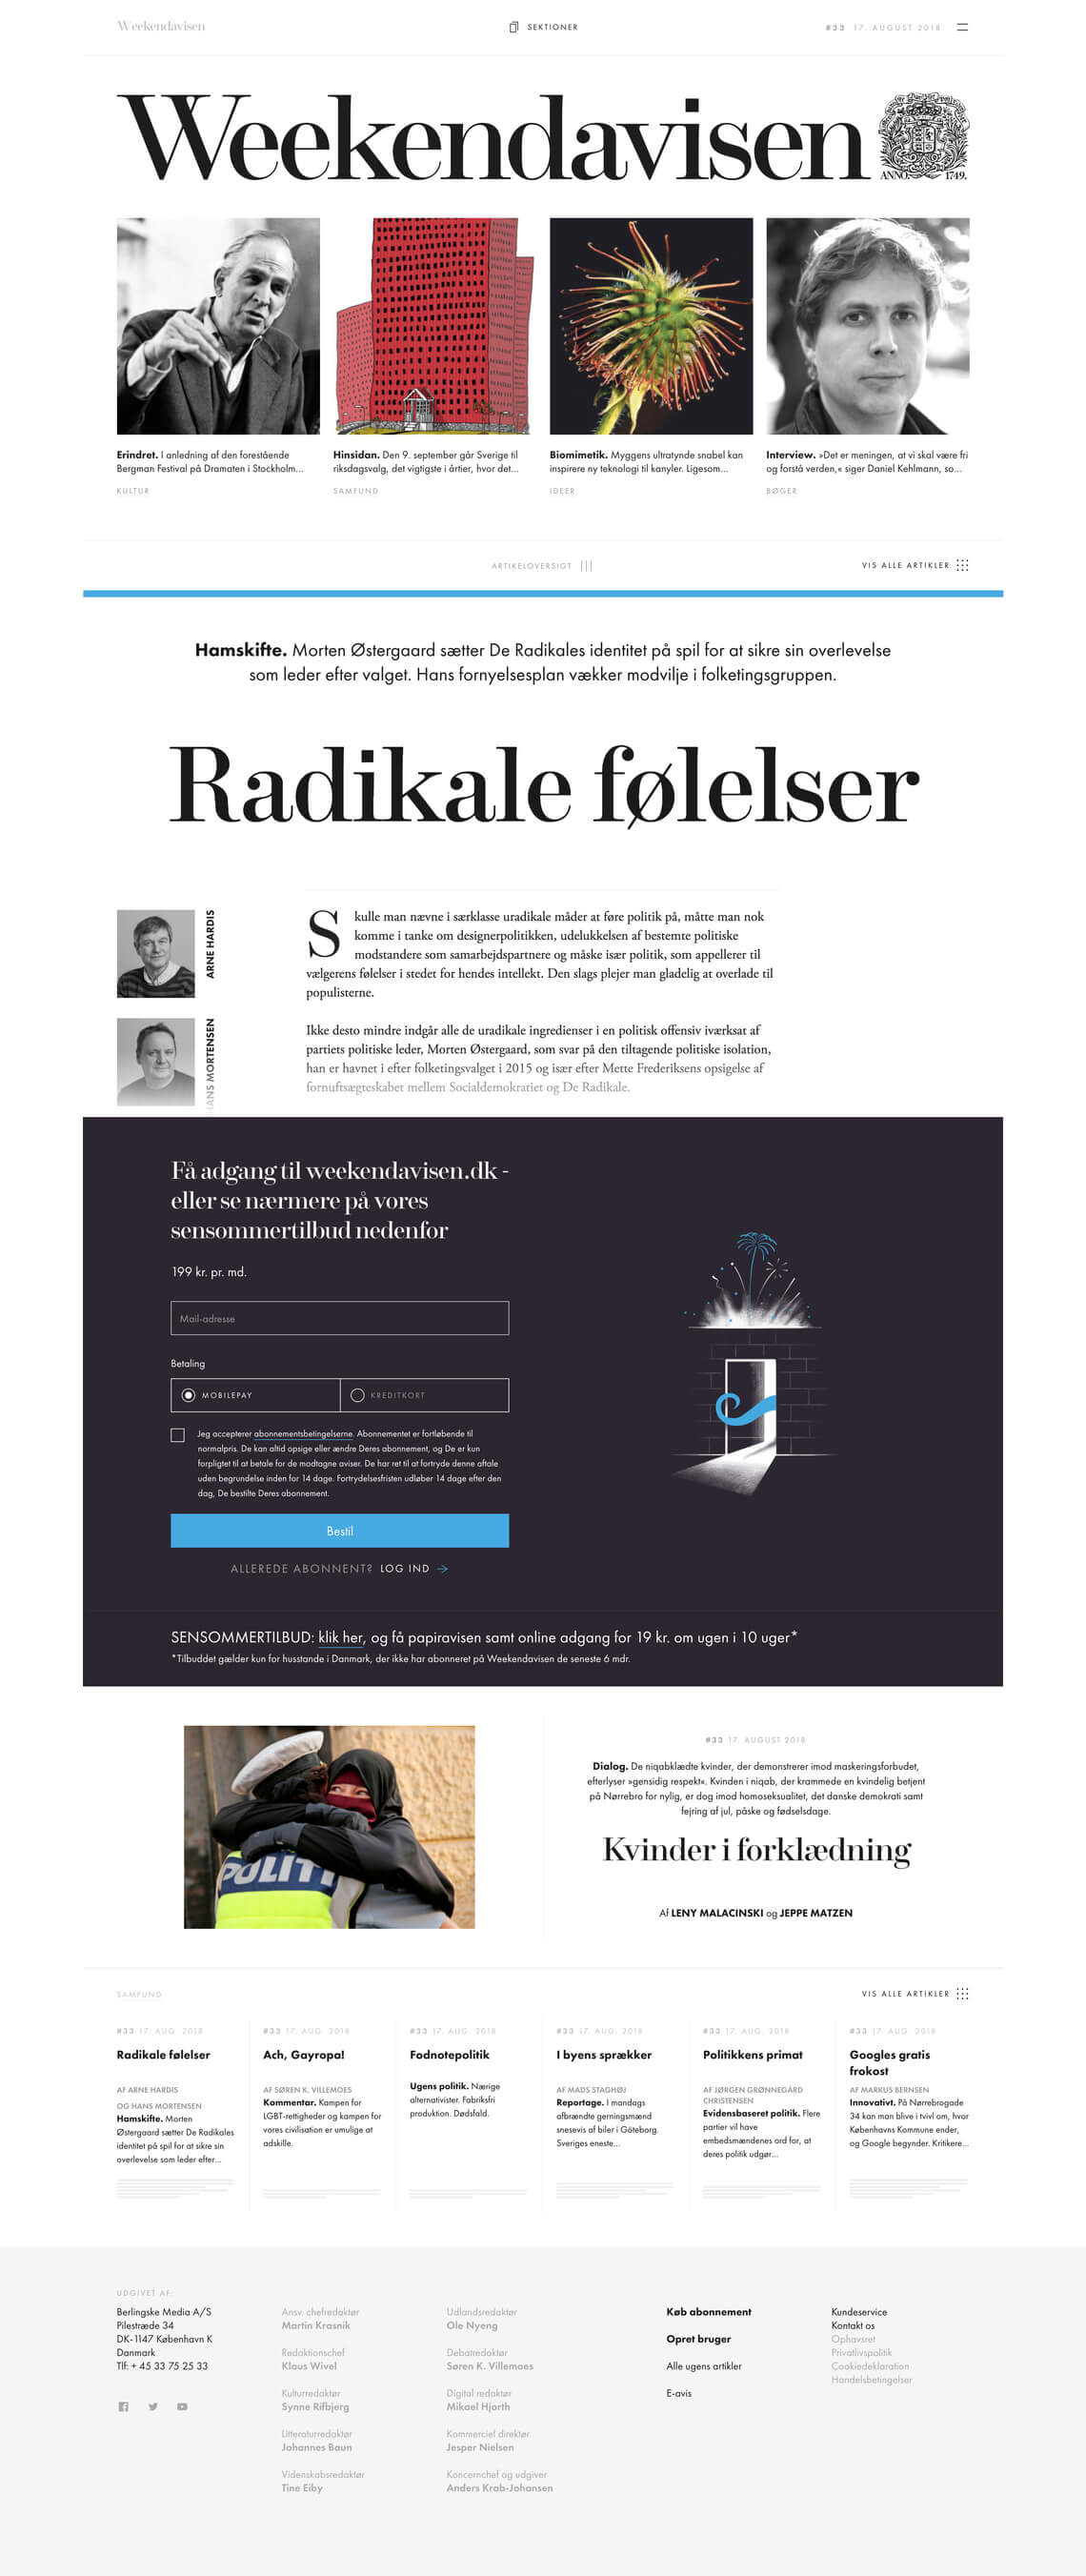 Weekendavisen
SEKTIONER
#33 17. AUGUST 2018
Weekendavisen
ANNO. 1749.
Erindret. I anledning af den forestående
Bergman Festival på Dramaten i Stockholm...
KULTUR
Hinsidan. Den 9. september går Sverige til
riksdagsvalg, det vigtigste i årtier, hvor det...
SAMFUND
Biomimetik. Myggens ultratynde snabel kan
inspirere ny teknologi til kanyler. Ligesom...
IDEER
Interview. »Det er meningen, at vi skal være fri
og forstå verden,« siger Daniel Kehlmann, so...
BØGER
ARTIKELOVERSIGT
VIS ALLE ARTIKLER
Hamskifte. Morten Østergaard sætter De Radikales identitet på spil for at sikre sin overlevelse
som leder efter valget. Hans fornyelsesplan vækker modvilje i folketingsgruppen.
Radikale følelser
ARNE HARDIS
HANS MORTENSEN
Skulle man nævne i særklasse uradikale måder at føre politik på, måtte man nok
komme i tanke om designerpolitikken, udelukkelsen af bestemte politiske
modstandere som samarbejdspartnere og måske især politik, som appellerer til
vælgerens følelser i stedet for hendes intellekt. Den slags plejer man gladelig at overlade til
populisterne.
Ikke desto mindre indgår alle de uradikale ingredienser i en politisk offensiv iværksat af
partiets politiske leder, Morten Østergaard, som svar på den tiltagende politiske isolation,
han er havnet i efter folketingsvalget i 2015 og især efter Mette Frederiksens opsigelse af
fornuftsægteskabet mellem Socialdemokratiet og De Radikale.
Få adgang til weekendavisen.dk -
eller se nærmere på vores
sensommertilbud nedenfor
199 kr. pr. md.
Mail-adresse
Betaling
MOBILEPAY
KREDITKORT
Jeg accepterer abonnementsbetingelserne. Abonnementet er fortløbende til
normalpris. De kan altid opsige eller ændre Deres abonnement, og De er kun
forpligtet til at betale for de modtagne aviser. De har ret til at fortryde denne aftale
uden begrundelse inden for 14 dage. Fortrydelsesfristen udløber 14 dage efter den
dag, De bestilte Deres abonnement.
Bestil
ALLEREDE ABONNENT? LOG IND
SENSOMMERTILBUD: klik her, og få papiravisen samt online adgang for 19 kr. om ugen i 10 uger*
*Tilbuddet gælder kun for husstande i Danmark, der ikke har abonneret på Weekendavisen de seneste 6 mdr.
POLITI
#33 17. AUGUST 2018
Dialog. De niqabklædte kvinder, der demonstrerer imod maskeringsforbudet,
efterlyser »gensidig respekt«. Kvinden i niqab, der krammede en kvindelig betjent
på Nørrebro for nylig, er dog imod homoseksualitet, det danske demokrati samt
fejring af jul, påske og fødselsdage.
Kvinder i forklædning
Af LENY MALACINSKI og JEPPE MATZEN
SAMFUND
VIS ALLE ARTIKLER
#33 17. AUG. 2018
Radikale følelser
AF ARNE HARDIS
OG HANS MORTENSEN
Hamskifte. Morten
Østergaard sætter De Radikales
identitet på spil for at sikre sin
overlevelse som leder efter...
#33 17. AUG. 2018
Ach, Gayropa!
AF SØREN K. VILLEMOES
Kommentar. Kampen for
LGBT-rettigheder og kampen for
vores civilisation er umulige at
adskille.
#33 17. AUG. 2018
Fodnotepolitik
Ugens politik. Nærige
alternativister. Fabriksfri
produktion. Dødsfald.
#33 17. AUG. 2018
I byens sprækker
AF MADS STAGHØJ
Reportage. I mandags
afbrændte gerningsmænd
snesevis af biler i Göteborg.
Sveriges eneste...
#33 17. AUG. 2018
Politikkens primat
AF JØRGEN GRØNNEGÅRD
CHRISTENSEN
Evidensbaseret politik. Flere
partier vil have
embedsmændenes ord for, at
deres politik udgør...
#33 17. AUG. 2018
Googles gratis
frokost
AF MARKUS BERNSEN
Innovativt. På Nørrebrogade
34 kan man blive i tvivl om, hvor
Københavns Kommune ender,
og Google begynder. Kritikere...
UDGIVET AF:
Berlingske Media A/S
Pilestræde 34
DK-1147 København K
Danmark
Tlf: + 45 33 75 25 33
Ansv. chefredaktør
Martin Krasnik
Redaktionschef
Klaus Wivel
Kulturredaktør
Synne Rifbjerg
Litteraturredaktør
Johannes Baun
Videnskabsredaktør
Tine Eiby
Udlandsredaktør
Ole Nyeng
Debatredaktør
Søren K. Villemoes
Digital redaktør
Mikael Hjorth
Kommerciel direktør
Jesper Nielsen
Koncernchef og udgiver
Anders Krab-Johansen
Køb abonnement
Opret bruger
Alle ugens artikler
E-avis
Kundeservice
Kontakt os
Ophavsret
Privatlivspolitik
Cookiedeklaration
Handelsbetingelser